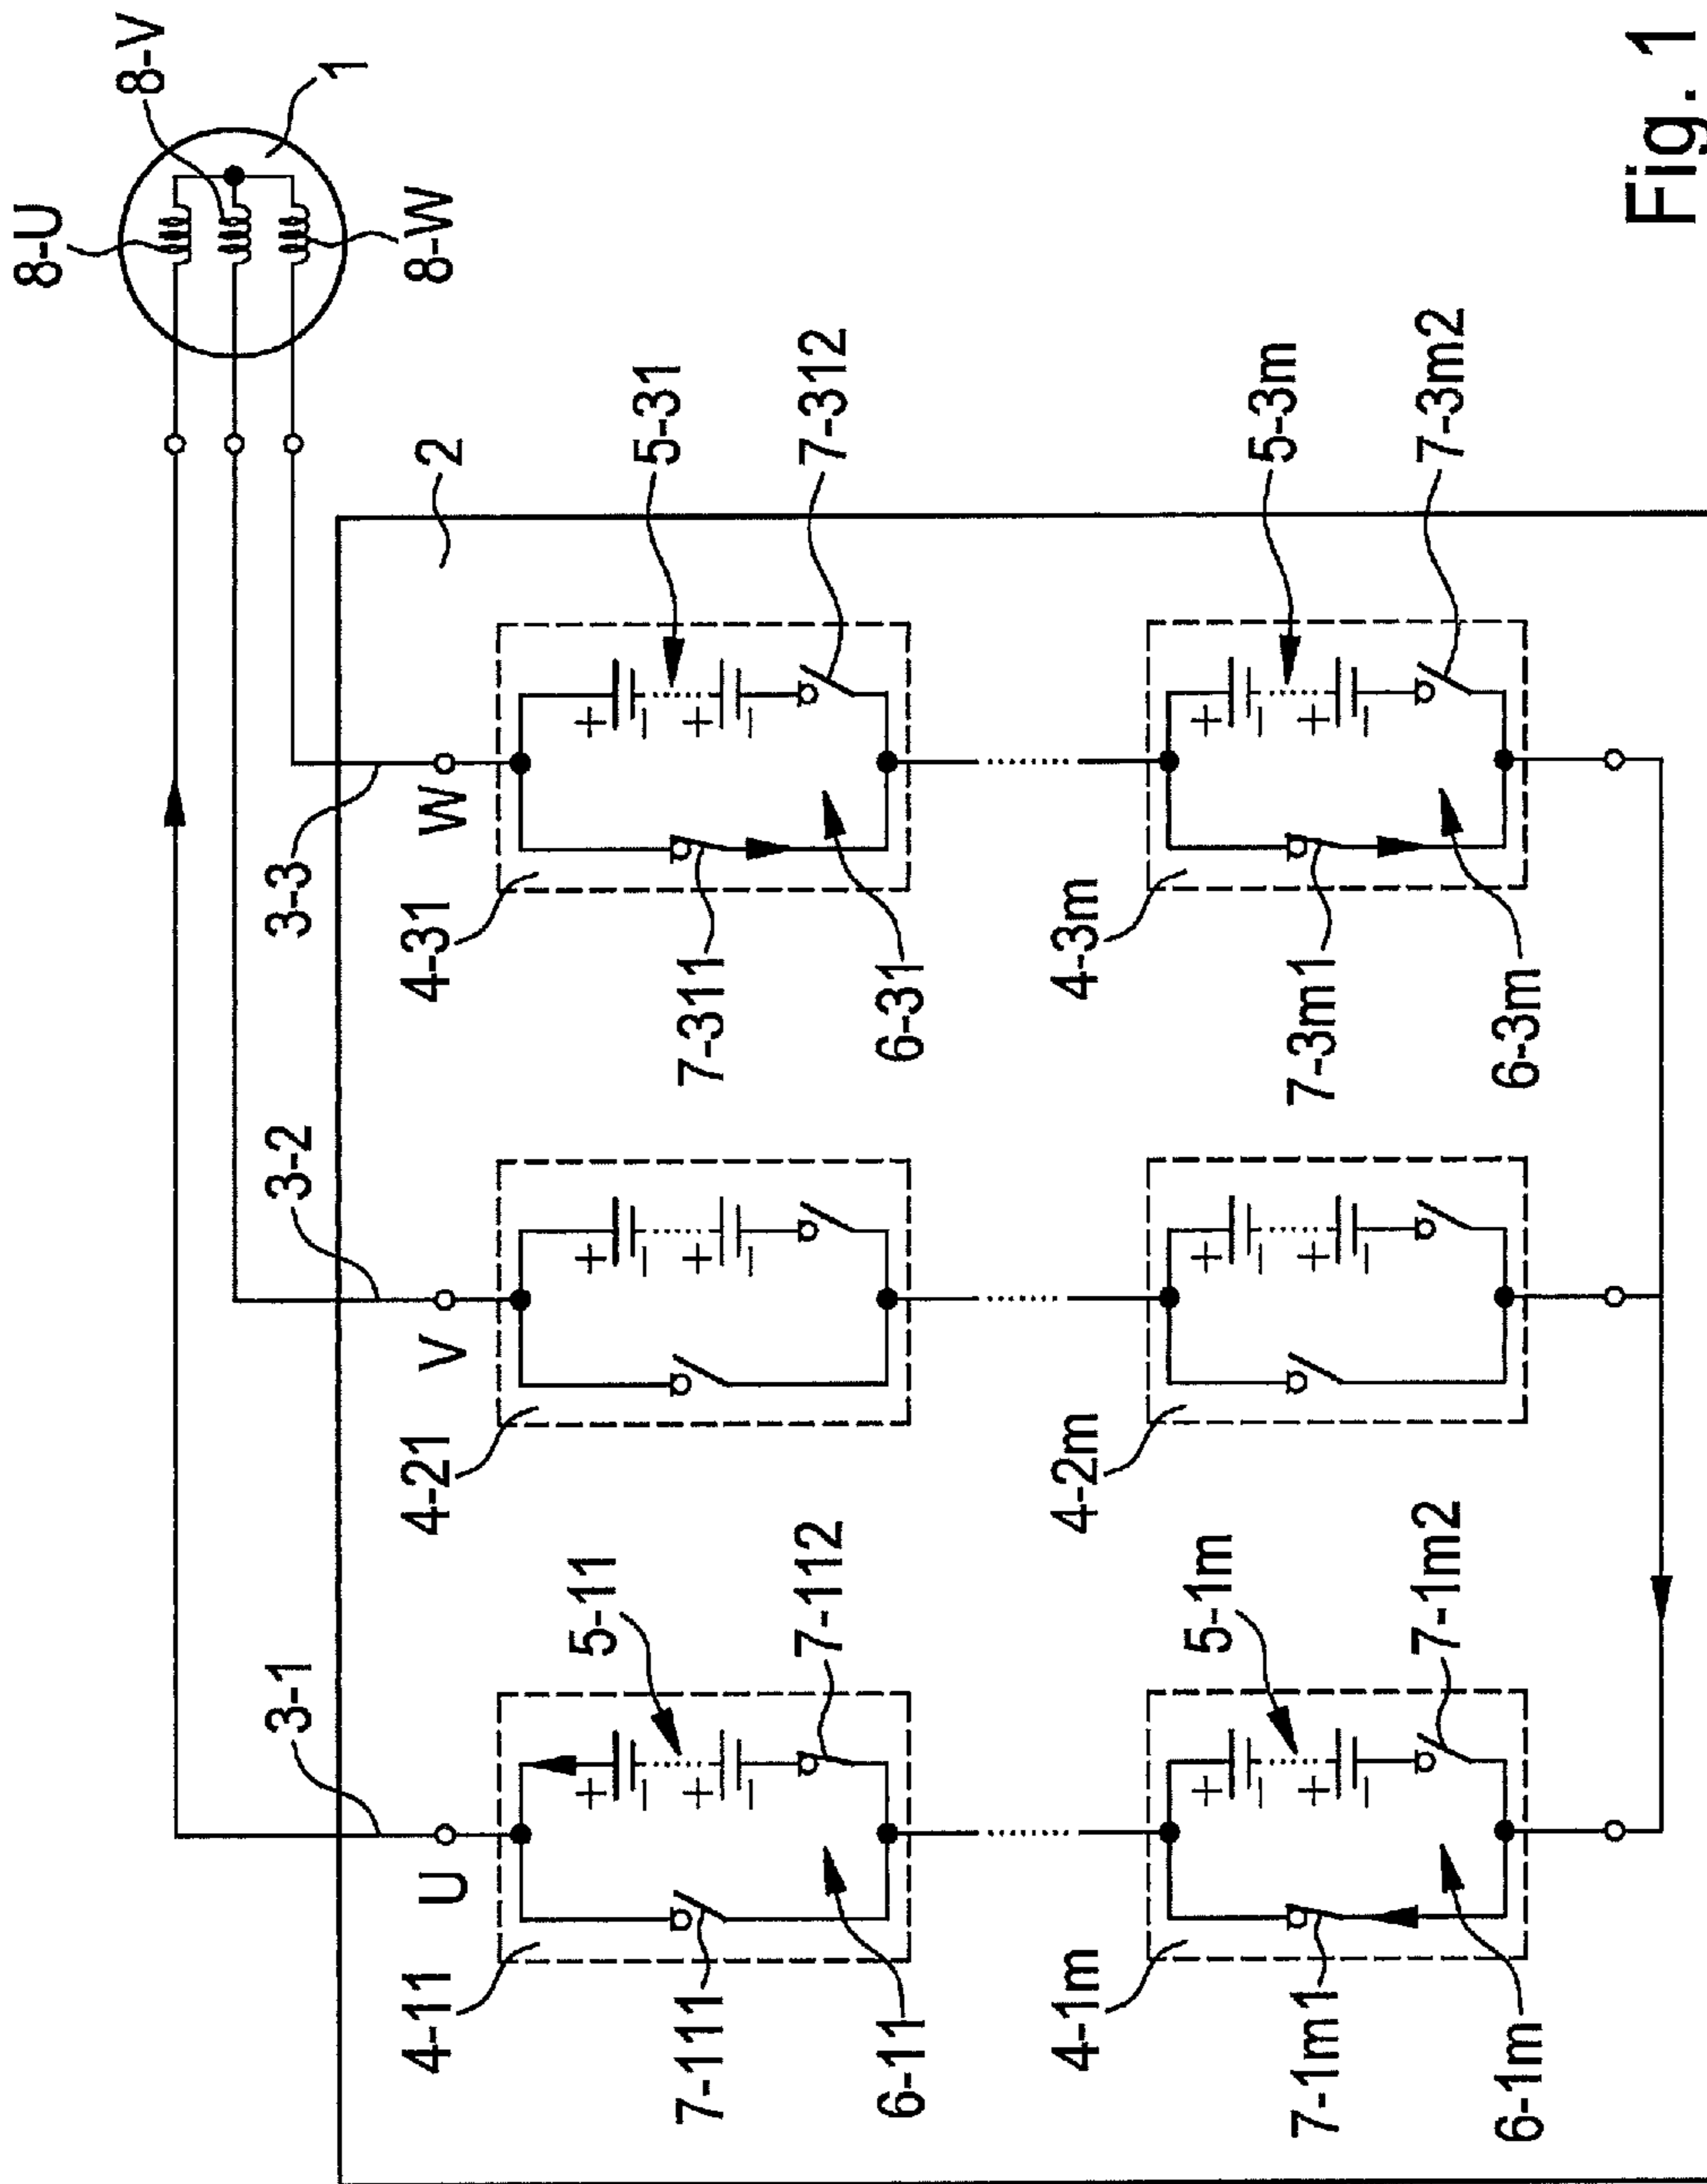 8-U
8-V
3-1
3-2
3-3
1
4-11
U
4-21
V
4-31
W
2
8-W
5-11
5-31
7-111
7-311
7-112
7-312
6-11
6-31
4-1m
4-2m
4-3m
5-1m
5-3m
7-1m1
7-3m1
7-1m2
7-3m2
6-1m
6-3m
Fig. 1